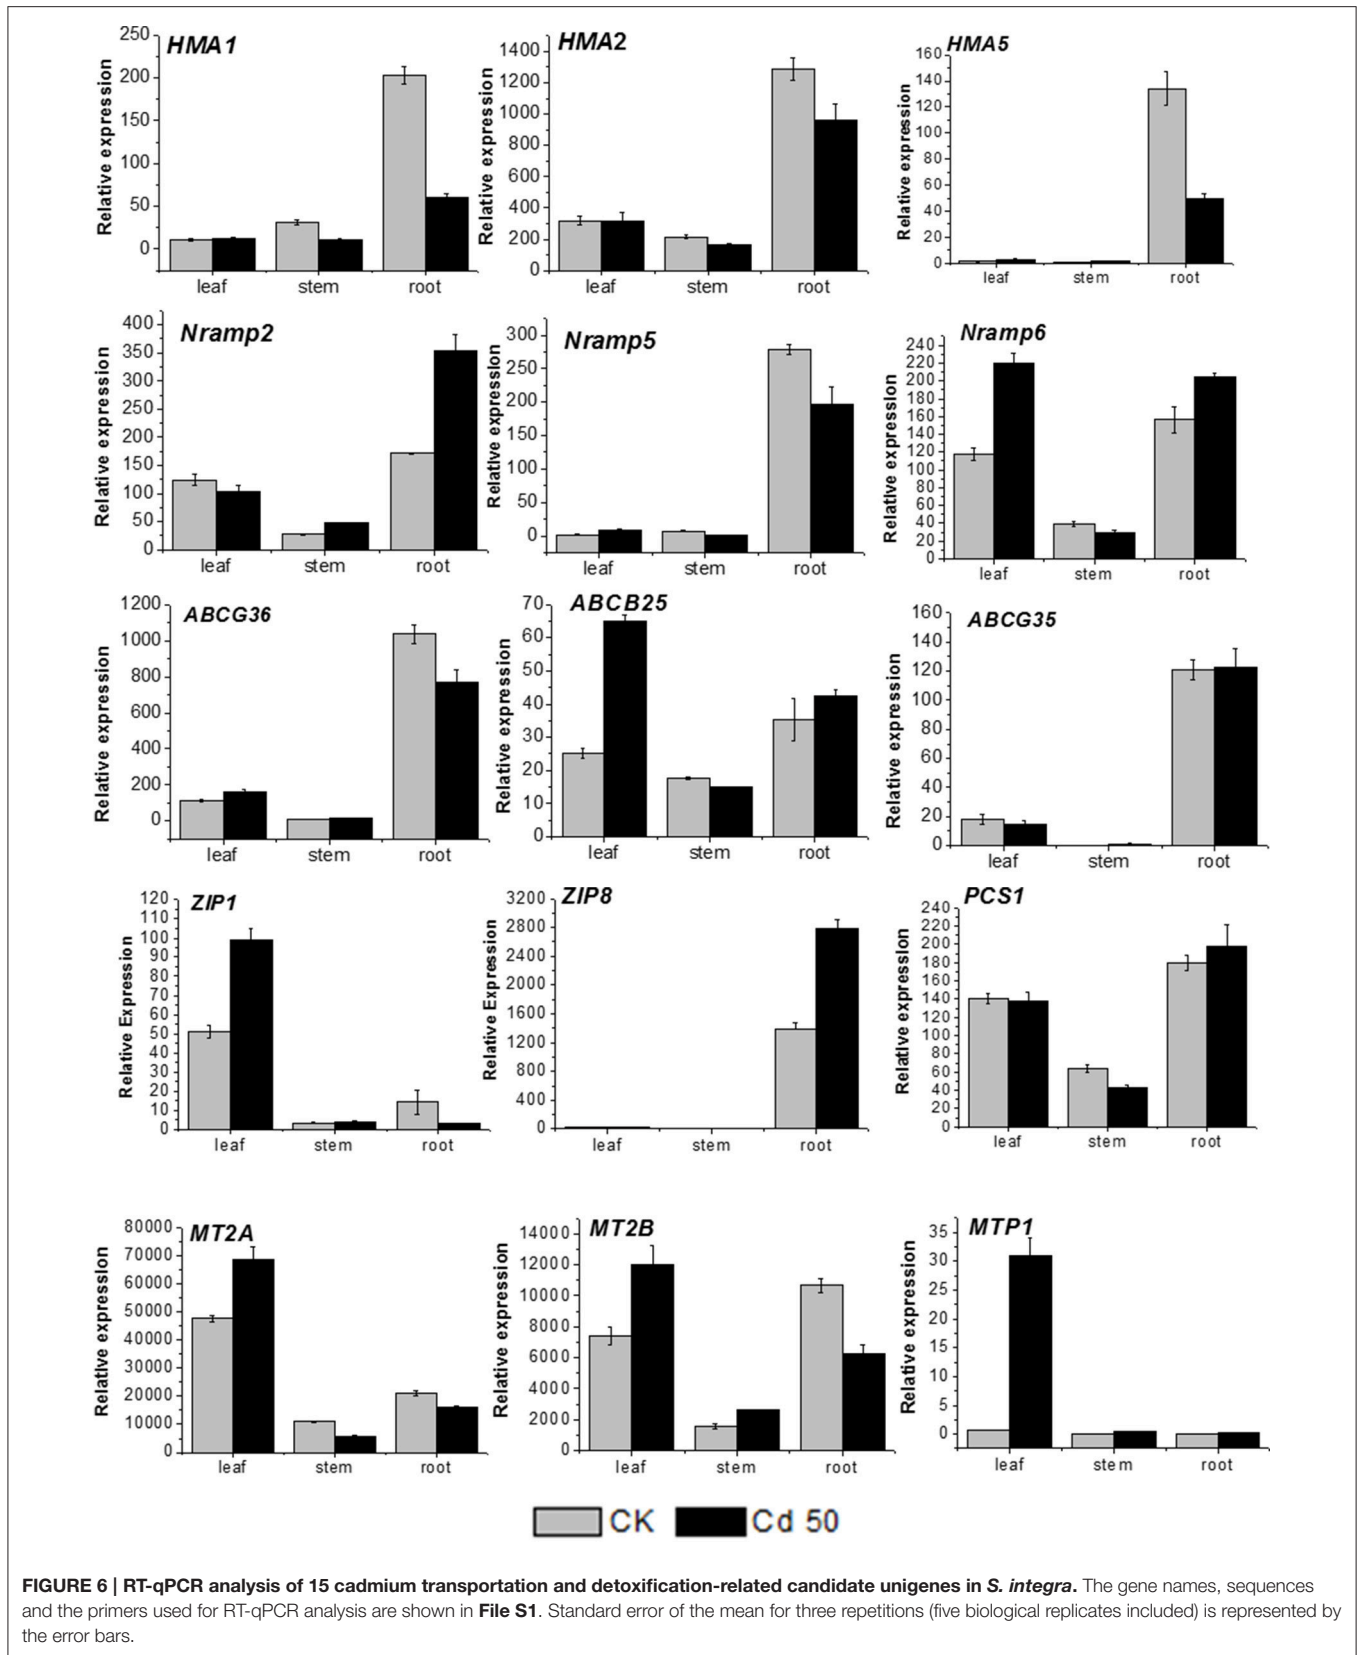 HMA1
Relative expression
250
200
150
100
50
0
leaf stem root
HMA2
Relative expression
1400
1200
1000
800
600
400
200
0
leaf stem root
HMA5
Relative expression
160
140
120
100
80
60
40
20
0
leaf stem root
Nramp2
Relative expression
400
350
300
250
200
150
100
50
0
leaf stem root
Nramp5
Relative expression
300
250
200
150
100
50
0
leaf stem root
Nramp6
Relative expression
240
220
200
180
160
140
120
100
80
60
40
20
0
leaf stem root
ABCG36
Relative expression
1200
1000
800
600
400
200
0
leaf stem root
ABCB25
Relative expression
70
60
50
40
30
20
10
0
leaf stem root
ABCG35
Relative expression
160
140
120
100
80
60
40
20
0
leaf stem root
ZIP1
Relative Expression
120
110
100
90
80
70
60
50
40
30
20
10
0
leaf stem root
ZIP8
Relative Expression
3200
2800
2400
2000
1600
1200
800
400
0
leaf stem root
PCS1
Relative expression
240
220
200
180
160
140
120
100
80
60
40
20
0
leaf stem root
MT2A
Relative expression
80000
70000
60000
50000
40000
30000
20000
10000
0
leaf stem root
MT2B
Relative expression
14000
12000
10000
8000
6000
4000
2000
0
leaf stem root
MTP1
Relative expression
35
30
25
20
15
10
5
0
leaf stem root
CK Cd 50
FIGURE 6 | RT-qPCR analysis of 15 cadmium transportation and detoxification-related candidate unigenes in S. integra. The gene names, sequences
and the primers used for RT-qPCR analysis are shown in File S1. Standard error of the mean for three repetitions (five biological replicates included) is represented by
the error bars.